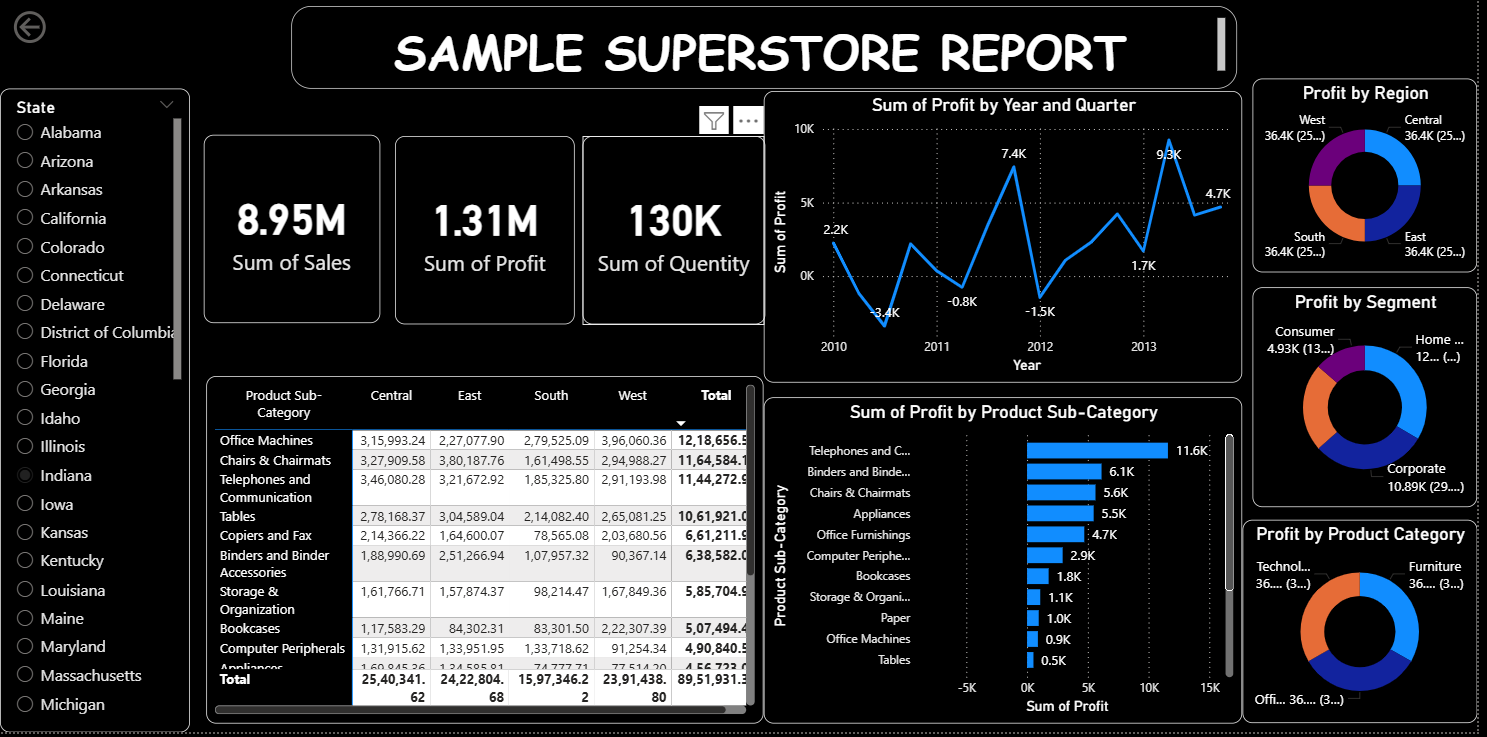 SAMPLE SUPERSTORE REPORT
State
Alabama
Arizona
Arkansas
California
Colorado
Connecticut
Delaware
District of Columbia
Florida
Georgia
Idaho
Illinois
Indiana
Iowa
Kansas
Kentucky
Louisiana
Maine
Maryland
Massachusetts
Michigan
8.95M
Sum of Sales
1.31M
Sum of Profit
130K
Sum of Quentity
Product Sub-
Category
Central East South West Total
Office Machines 3,15,993.24 2,27,077.90 2,79,525.09 3,96,060.36 12,18,656.5
Chairs & Chairmats 3,27,909.58 3,80,187.76 1,61,498.55 2,94,988.27 11,64,584.1
Telephones and
Communication
3,46,080.28 3,21,672.92 1,85,325.80 2,91,193.98 11,44,272.9
Tables 2,78,168.37 3,04,589.04 2,14,082.40 2,65,081.25 10,61,921.0
Copiers and Fax 2,14,366.22 1,64,600.07 78,565.08 2,03,680.56 6,61,211.9
Binders and Binder
Accessories
1,88,990.69 2,51,266.94 1,07,957.32 90,367.14 6,38,582.0
Storage &
Organization
1,61,766.71 1,57,874.37 98,214.47 1,67,849.36 5,85,704.9
Bookcases 1,17,583.29 84,302.31 83,301.50 2,22,307.39 5,07,494.4
Computer Peripherals 1,31,915.62 1,33,951.95 1,33,718.62 91,254.34 4,90,840.5
Appliances 1,69,845.36 1,34,585.81 74,777.71 77,514.20 4,56,723.0
Total 25,40,341.
62
24,22,804.
68
15,97,346.2
2
23,91,438.
80
89,51,931.3
Sum of Profit by Year and Quarter
Sum of Profit
10K
5K
0K
2.2K
-3.4K
-0.8K
7.4K
-1.5K
1.7K
9.3K
4.7K
2010 2011 2012 2013
Year
Sum of Profit by Product Sub-Category
Product Sub-Category
Telephones and C... 11.6K
Binders and Binde... 6.1K
Chairs & Chairmats 5.6K
Appliances 5.5K
Office Furnishings 4.7K
Computer Periphe... 2.9K
Bookcases 1.8K
Storage & Organi... 1.1K
Paper 1.0K
Office Machines 0.9K
Tables 0.5K
-5K 0K 5K 10K 15K
Sum of Profit
Profit by Region
West
36.4K (25...)
Central
36.4K (25...)
South
36.4K (25...)
East
36.4K (25...)
Profit by Segment
Consumer
4.93K (13...)
Home ...
12... (...)
Corporate
10.89K (29....)
Profit by Product Category
Technol...
36.... (3...)
Furniture
36.... (3...)
Offi... 36.... (3...)